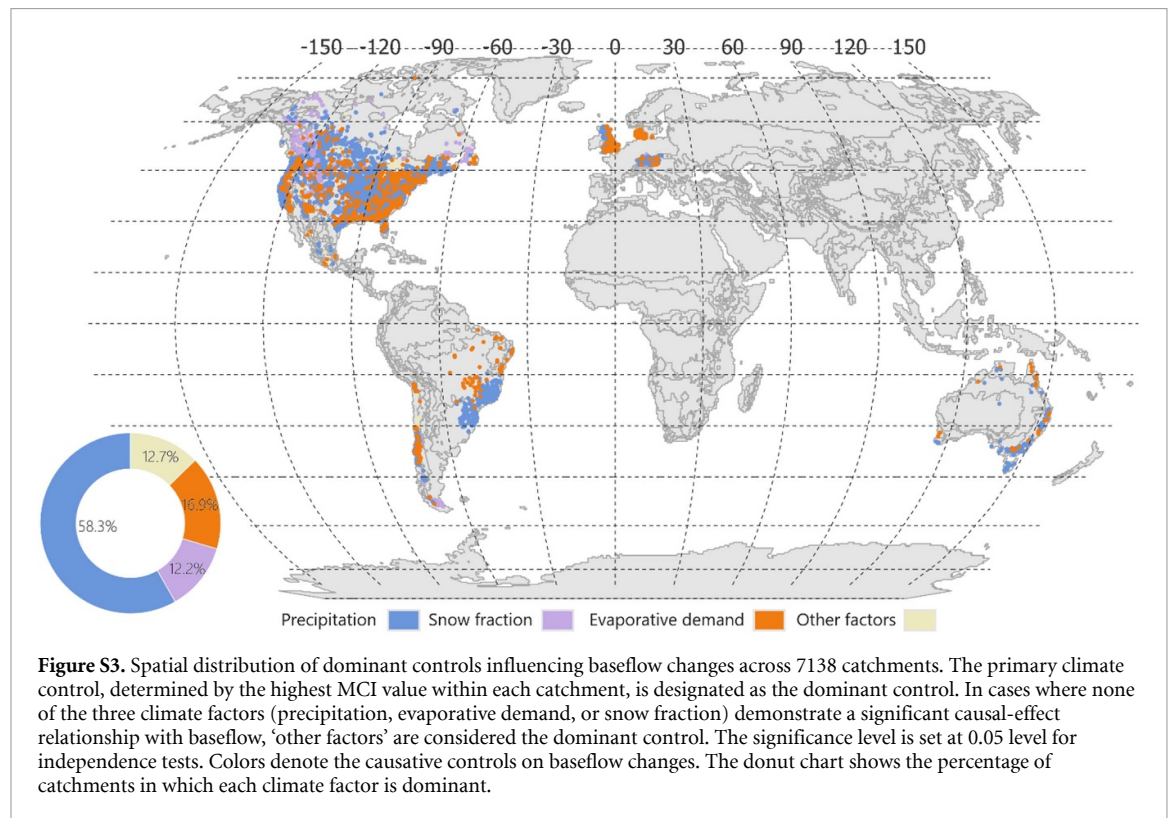 -150 -120 -90 -60 -30 0 30 60 90 120 150
12.7%
16.9%
58.3%
12.2%
Precipitation Snow fraction Evaporative demand Other factors
Figure S3. Spatial distribution of dominant controls influencing baseflow changes across 7138 catchments. The primary climate
control, determined by the highest MCI value within each catchment, is designated as the dominant control. In cases where none
of the three climate factors (precipitation, evaporative demand, or snow fraction) demonstrate a significant causal-effect
relationship with baseflow, ‘other factors’ are considered the dominant control. The significance level is set at 0.05 level for
independence tests. Colors denote the causative controls on baseflow changes. The donut chart shows the percentage of
catchments in which each climate factor is dominant.